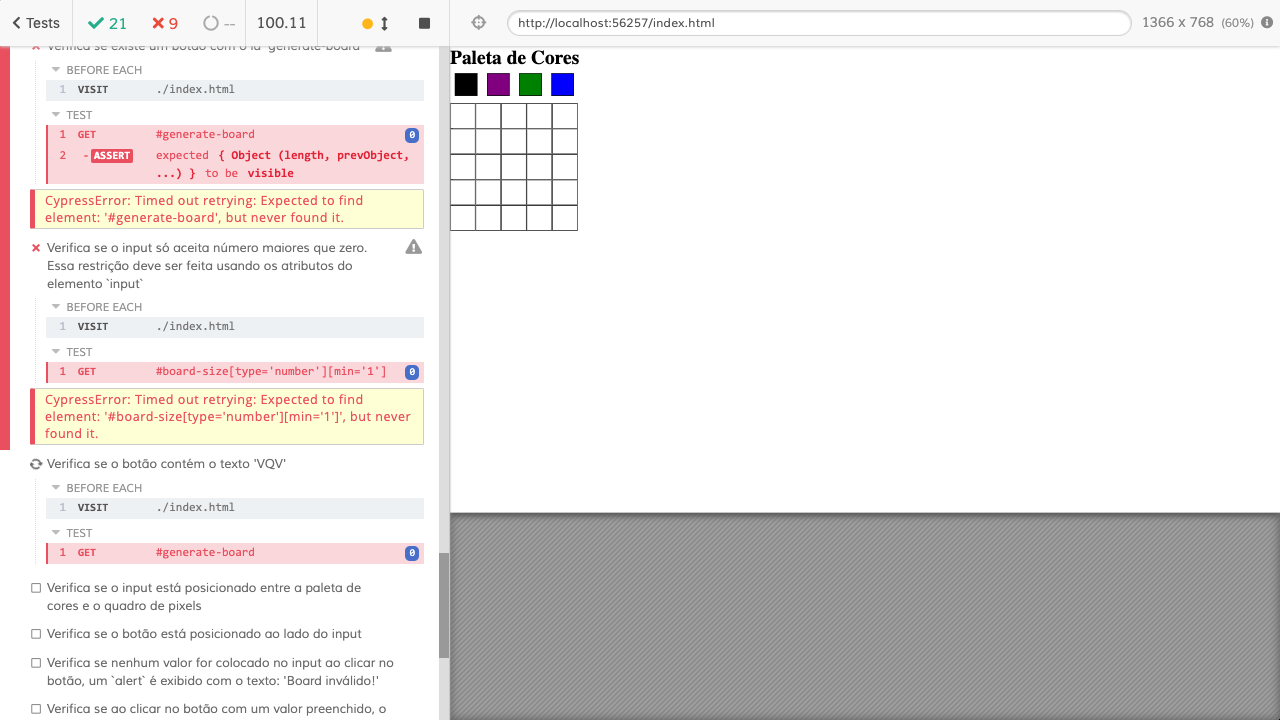 Tests 21 9 -- 100.11 http://localhost:56257/index.html 1366 x 768 (60%)
Verifica se existe um botão com o id `generate-board`
BEFORE EACH
1 VISIT ./index.html
TEST
1 GET #generate-board 0
2 -ASSERT expected { Object (length, prevObject,
...) } to be visible
CypressError: Timed out retrying: Expected to find
element: '#generate-board', but never found it.
Verifica se o input só aceita número maiores que zero.
Essa restrição deve ser feita usando os atributos do
elemento `input`
BEFORE EACH
1 VISIT ./index.html
TEST
1 GET #board-size[type='number'][min='1'] 0
CypressError: Timed out retrying: Expected to find
element: '#board-size[type='number'][min='1']', but never
found it.
Verifica se o botão contém o texto 'VQV'
BEFORE EACH
1 VISIT ./index.html
TEST
1 GET #generate-board 0
Verifica se o input está posicionado entre a paleta de
cores e o quadro de pixels
Verifica se o botão está posicionado ao lado do input
Verifica se nenhum valor for colocado no input ao clicar no
botão, um `alert` é exibido com o texto: 'Board inválido!'
Verifica se ao clicar no botão com um valor preenchido, o
Paleta de Cores